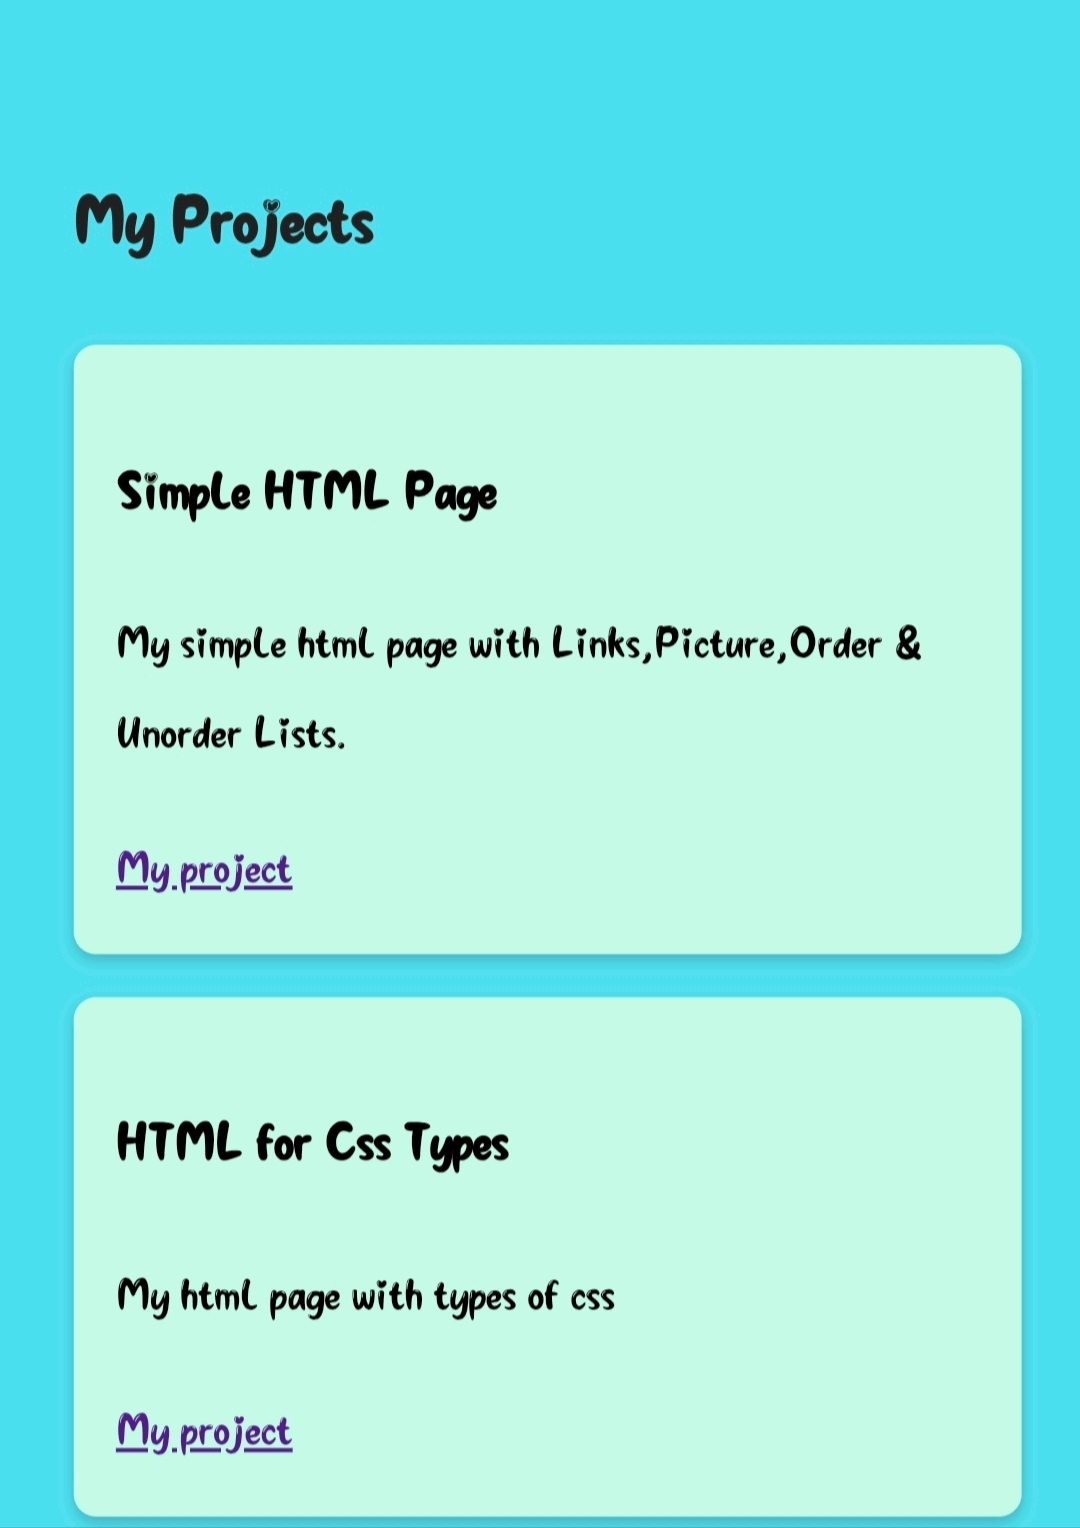 My Projects
Simple HTML Page
My simple html page with Links,Picture,Order &
Unorder Lists.
My project
HTML for Css Types
My html page with types of css
My project